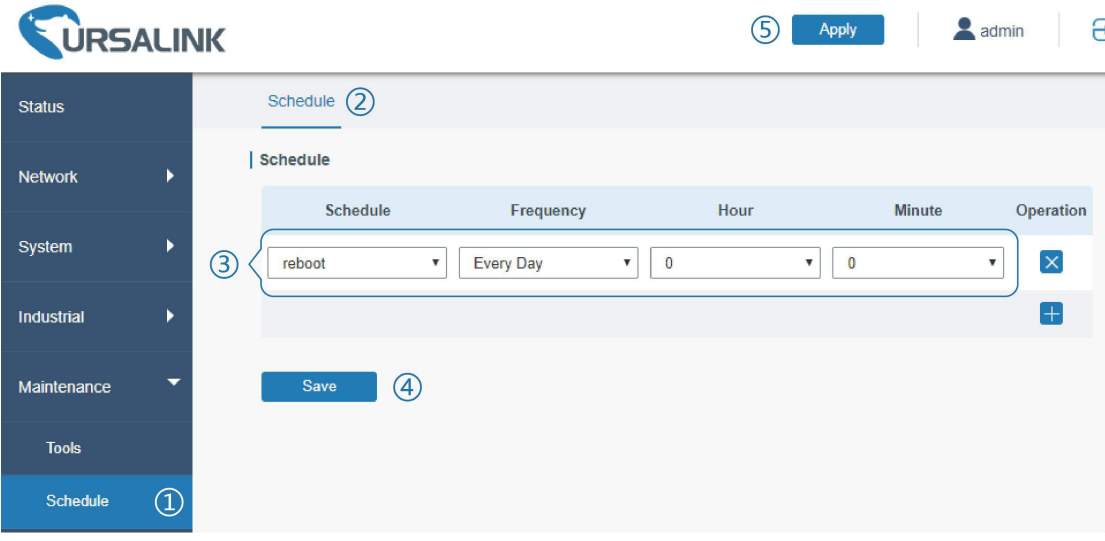 URSALINK
⑤ Apply admin
Status
Schedule ②
Network
Schedule
Schedule Frequency Hour Minute Operation
System
③ reboot Every Day 0 0
Industrial
Maintenance
Save ④
Tools
Schedule ①